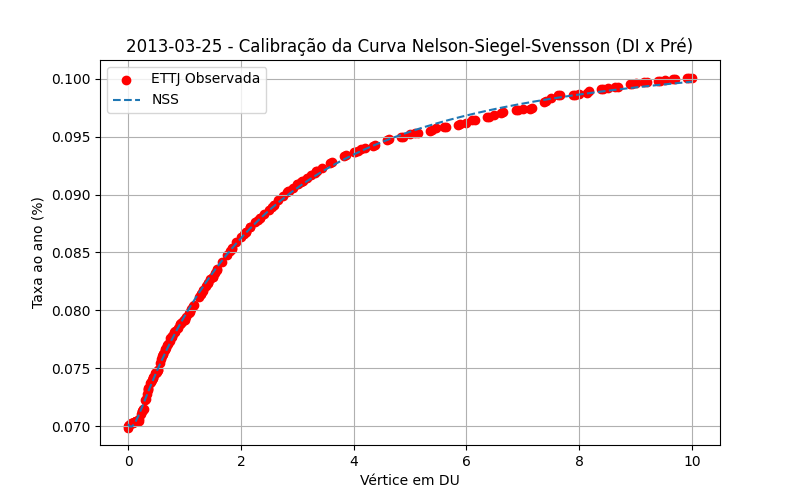 2013-03-25 - Calibração da Curva Nelson-Siegel-Svensson (DI x Pré)
ETTJ Observada
NSS
Taxa ao ano (%)
0.100
0.095
0.090
0.085
0.080
0.075
0.070
0 2 4 6 8 10
Vértice em DU